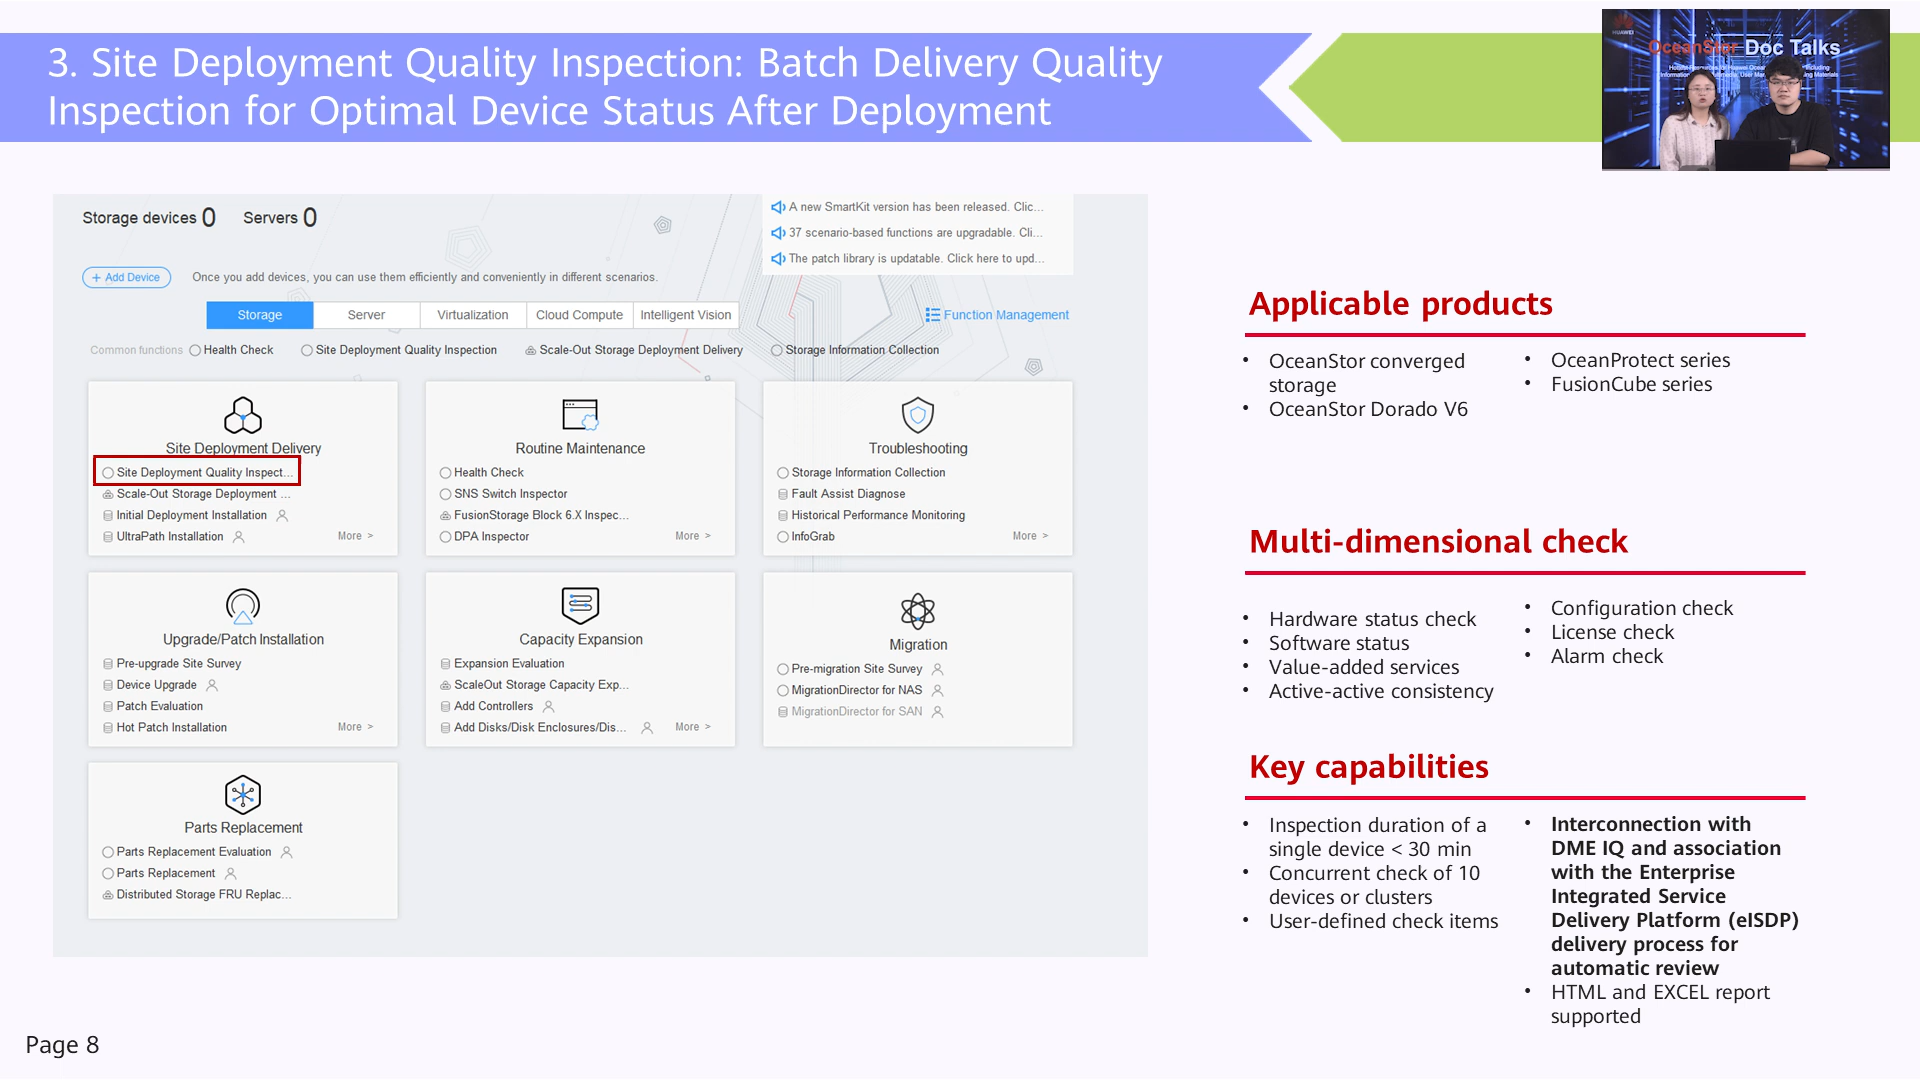 3. Site Deployment Quality Inspection: Batch Delivery Quality
Inspection for Optimal Device Status After Deployment
HUAWEI
OceanStor Doc Talks
Storage devices 0 Servers 0
A new SmartKit version has been released. Clic...
37 scenario-based functions are upgradable. Cli...
The patch library is updatable. Click here to upd...
+ Add Device
Once you add devices, you can use them efficiently and conveniently in different scenarios.
Storage Server Virtualization Cloud Compute Intelligent Vision
Function Management
Common functions Health Check Site Deployment Quality Inspection Scale-Out Storage Deployment Delivery Storage Information Collection
Site Deployment Delivery
Site Deployment Quality Inspect...
Scale-Out Storage Deployment ...
Initial Deployment Installation
UltraPath Installation
More >
Routine Maintenance
Health Check
SNS Switch Inspector
FusionStorage Block 6.X Inspec...
DPA Inspector
More >
Troubleshooting
Storage Information Collection
Fault Assist Diagnose
Historical Performance Monitoring
InfoGrab
More >
Upgrade/Patch Installation
Pre-upgrade Site Survey
Device Upgrade
Patch Evaluation
Hot Patch Installation
More >
Capacity Expansion
Expansion Evaluation
ScaleOut Storage Capacity Exp...
Add Controllers
Add Disks/Disk Enclosures/Dis...
More >
Migration
Pre-migration Site Survey
MigrationDirector for NAS
MigrationDirector for SAN
Parts Replacement
Parts Replacement Evaluation
Parts Replacement
Distributed Storage FRU Replac...
Applicable products
• OceanStor converged
storage
• OceanStor Dorado V6
• OceanProtect series
• FusionCube series
Multi-dimensional check
• Hardware status check
• Software status
• Value-added services
• Active-active consistency
• Configuration check
• License check
• Alarm check
Key capabilities
• Inspection duration of a
single device < 30 min
• Concurrent check of 10
devices or clusters
• User-defined check items
• Interconnection with
DME IQ and association
with the Enterprise
Integrated Service
Delivery Platform (eISDP)
delivery process for
automatic review
• HTML and EXCEL report
supported
Page 8